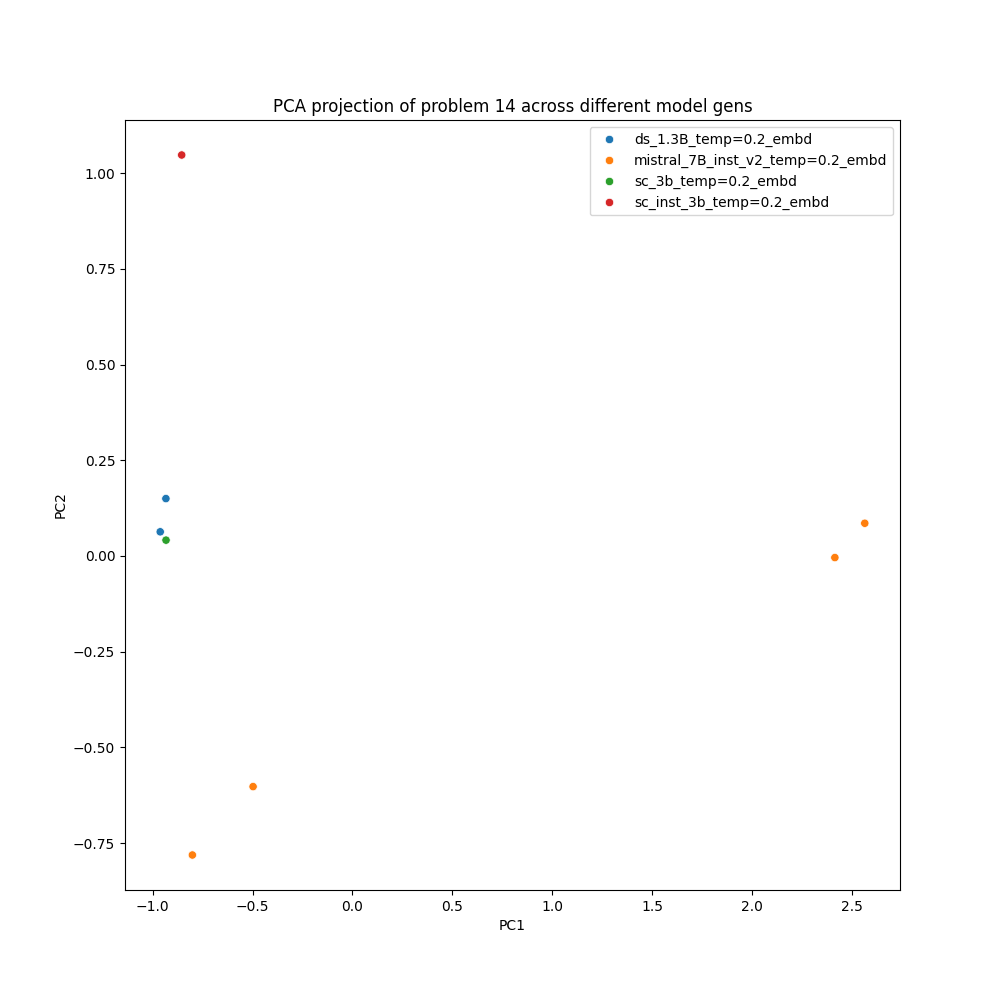 PCA projection of problem 14 across different model gens
ds_1.3B_temp=0.2_embd
mistral_7B_inst_v2_temp=0.2_embd
sc_3b_temp=0.2_embd
sc_inst_3b_temp=0.2_embd
1.00
0.75
0.50
0.25
0.00
−0.25
−0.50
−0.75
PC2
−1.0
−0.5
0.0
0.5
1.0
1.5
2.0
2.5
PC1